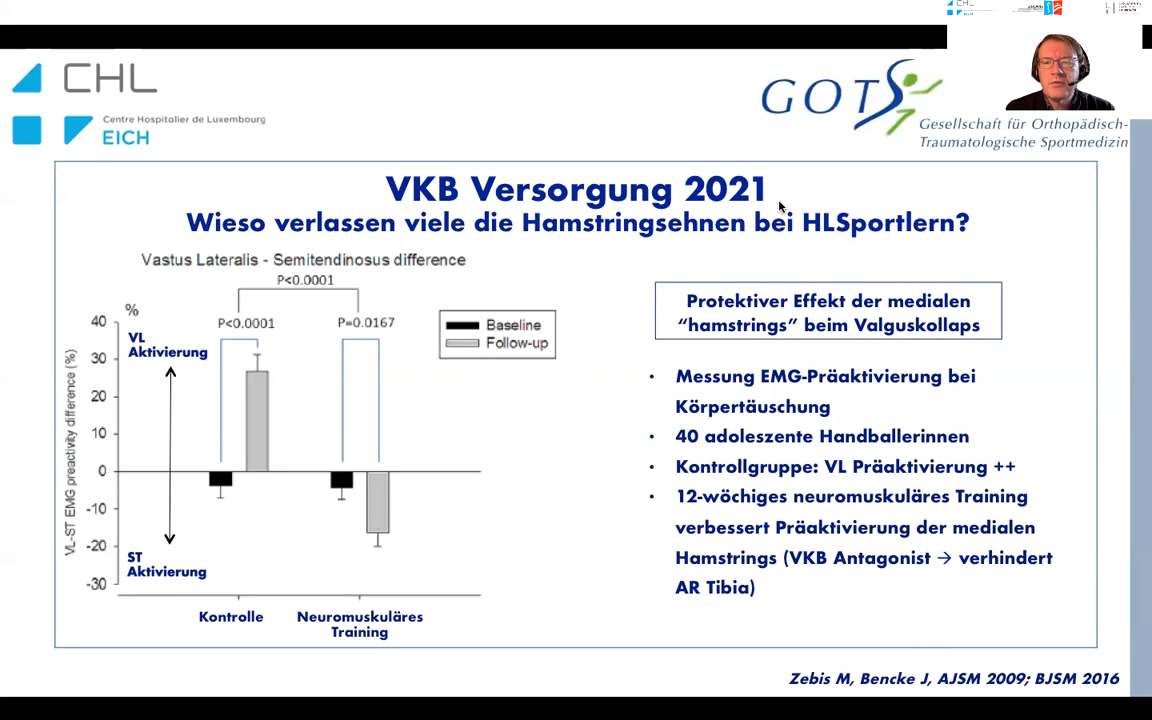 CHL
Centre Hospitalier de Luxembourg
EICH
GOTS
Gesellschaft für Orthopädisch-
Traumatologische Sportmedizin
VKB Versorgung 2021
Wieso verlassen viele die Hamstringsehnen bei HLSportlern?
Vastus Lateralis - Semitendinosus difference
P<0.0001
%
P<0.0001
P=0.0167
Baseline
Follow-up
VL-ST EMG preactivity difference (%)
40
30
20
10
0
-10
-20
-30
VL
Aktivierung
ST
Aktivierung
Kontrolle
Neuromuskuläres
Training
Protektiver Effekt der medialen
“hamstrings” beim Valguskollaps
• Messung EMG-Präaktivierung bei
Körpertäuschung
• 40 adoleszente Handballerinnen
• Kontrollgruppe: VL Präaktivierung ++
• 12-wöchiges neuromuskuläres Training
verbessert Präaktivierung der medialen
Hamstrings (VKB Antagonist → verhindert
AR Tibia)
Zebis M, Bencke J, AJSM 2009; BJSM 2016